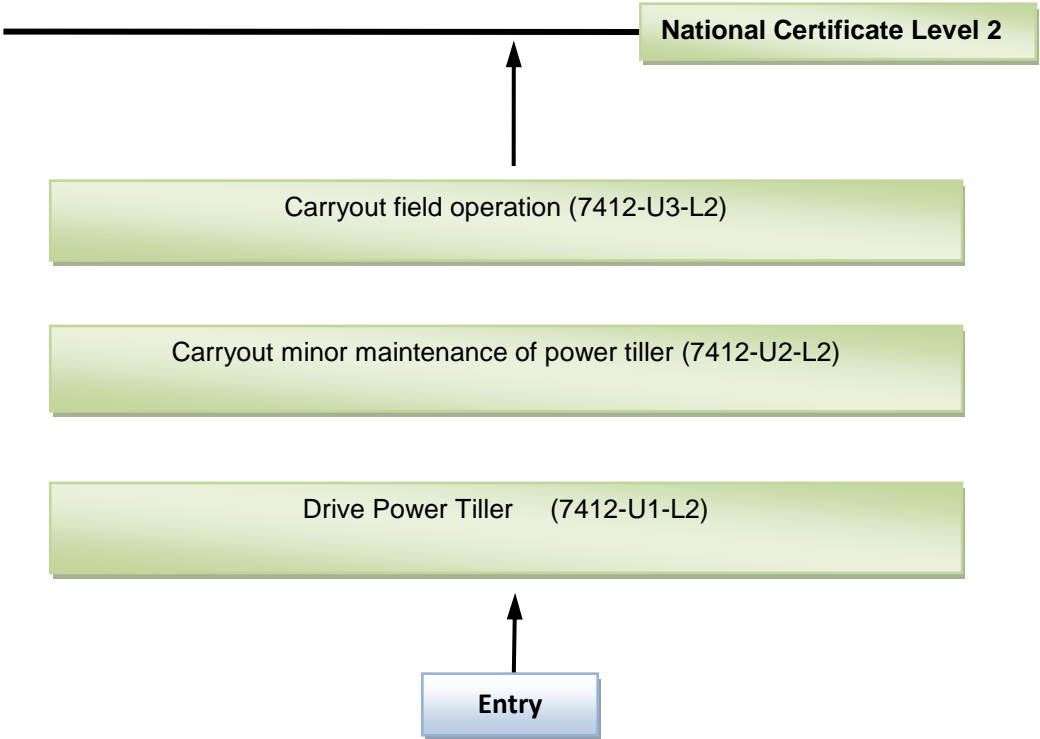 National Certificate Level 2
Carryout field operation (7412-U3-L2)
Carryout minor maintenance of power tiller (7412-U2-L2)
Drive Power Tiller (7412-U1-L2)
Entry